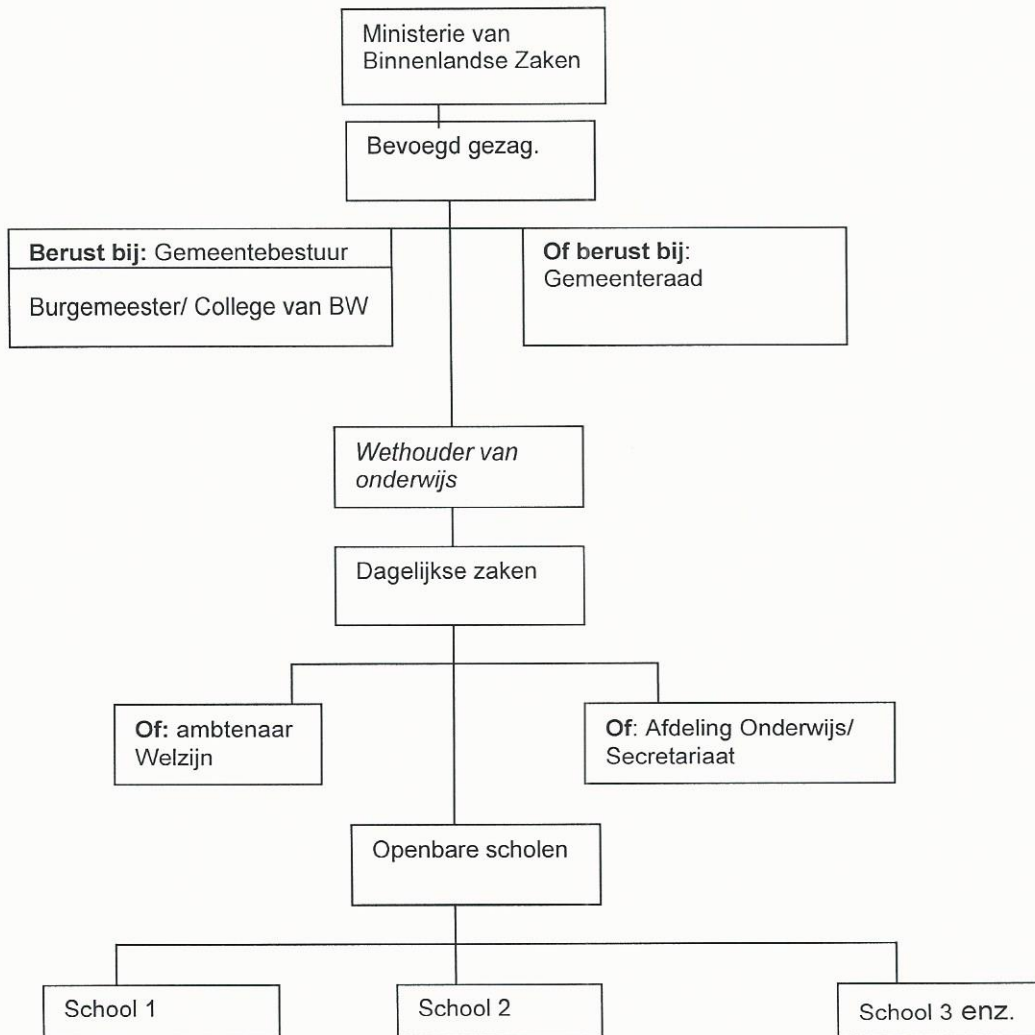 Ministerie van
Binnenlandse Zaken
Bevoegd gezag.
Berust bij: Gemeentebestuur
Burgemeester/ College van BW
Of berust bij:
Gemeenteraad
Wethouder van
onderwijs
Dagelijkse zaken
Of: ambtenaar
Welzijn
Of: Afdeling Onderwijs/
Secretariaat
Openbare scholen
School 1
School 2
School 3 enz.